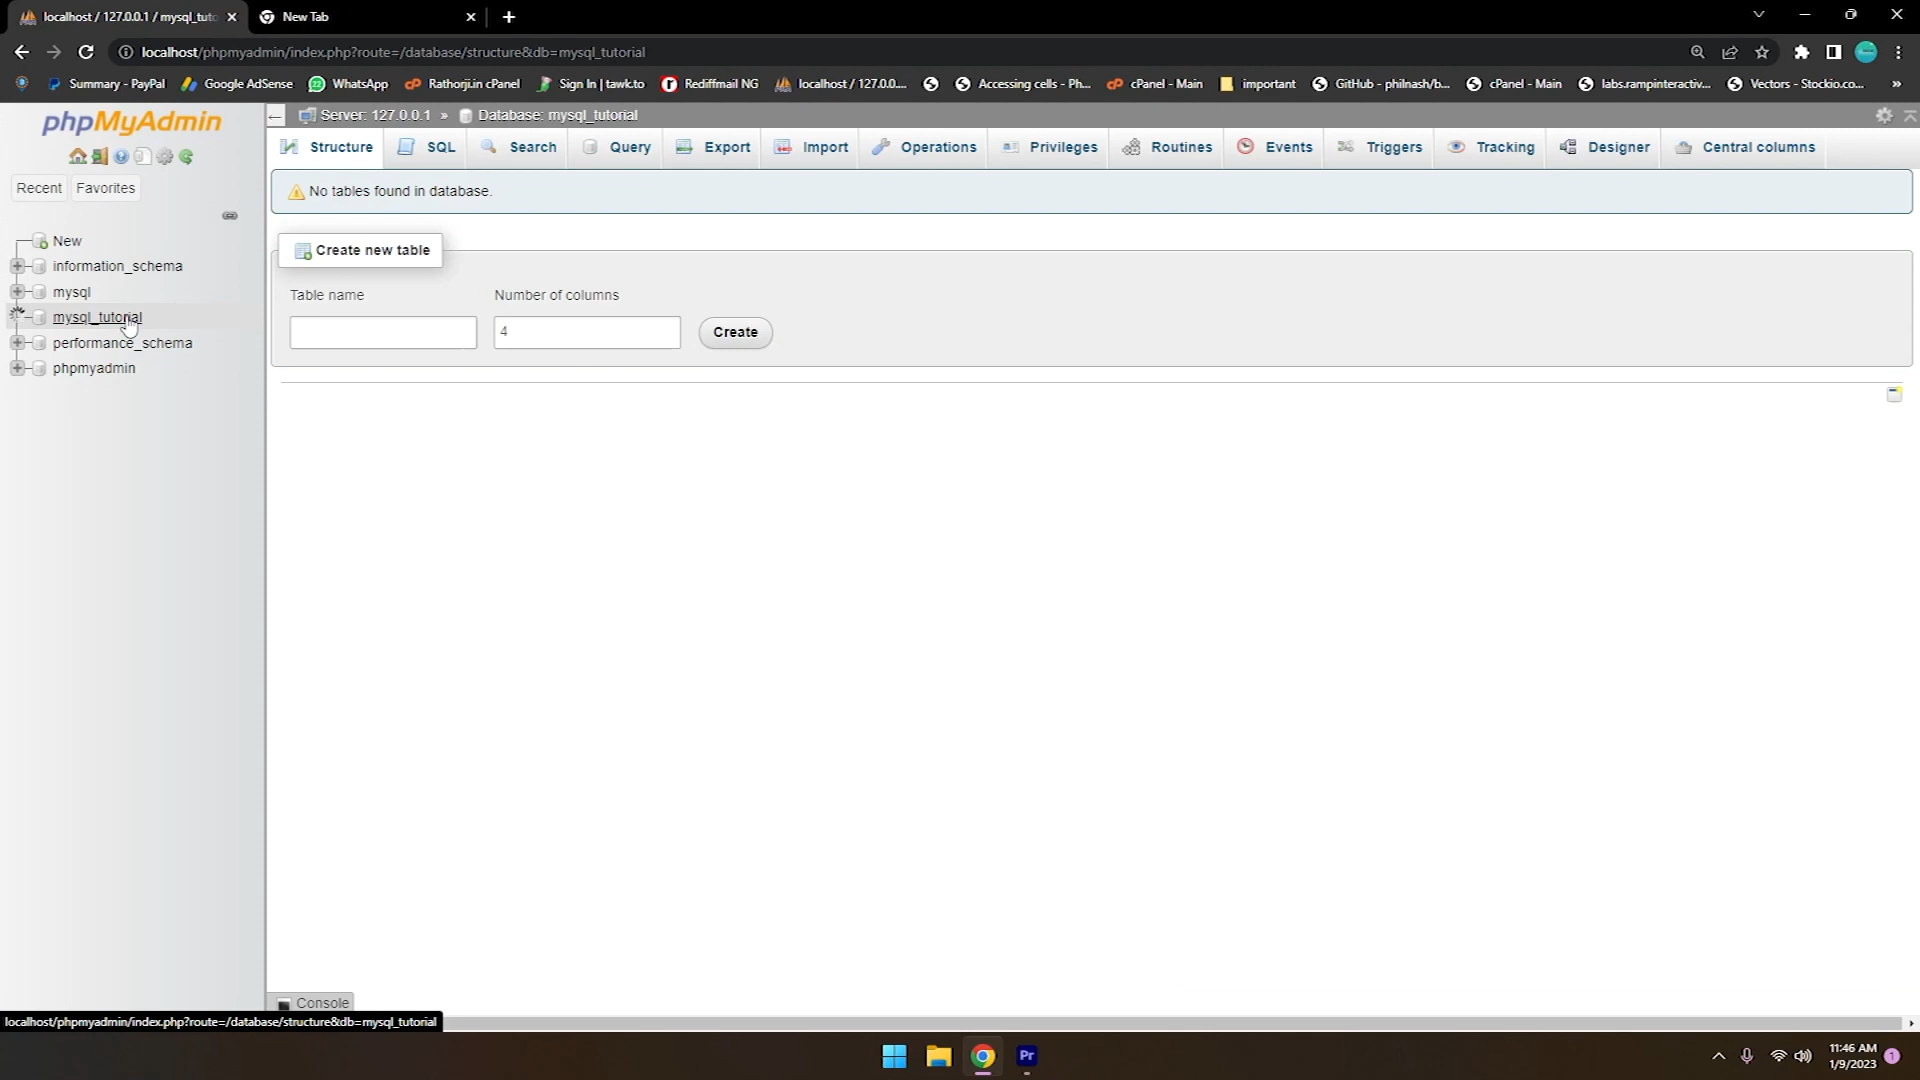 localhost / 127.0.0.1 / mysql_tuto
New Tab
localhost/phpmyadmin/index.php?route=/database/structure&db=mysql_tutorial
Summary - PayPal
Google AdSense
22
WhatsApp
Rathorji.in cPanel
Sign In | tawk.to
Rediffmail NG
localhost / 127.0.0....
Accessing cells - Ph...
cPanel - Main
important
GitHub - philnash/b...
cPanel - Main
labs.rampinteractiv...
Vectors - Stockio.co...
»
phpMyAdmin
Recent
Favorites
New
information_schema
mysql
mysql_tutorial
performance_schema
phpmyadmin
Server: 127.0.0.1 » Database: mysql_tutorial
Structure
SQL
Search
Query
Export
Import
Operations
Privileges
Routines
Events
Triggers
Tracking
Designer
Central columns
No tables found in database.
Create new table
Table name
Number of columns
4
Create
Console
localhost/phpmyadmin/index.php?route=/database/structure&db=mysql_tutorial
Pr
11:46 AM
1/9/2023
1